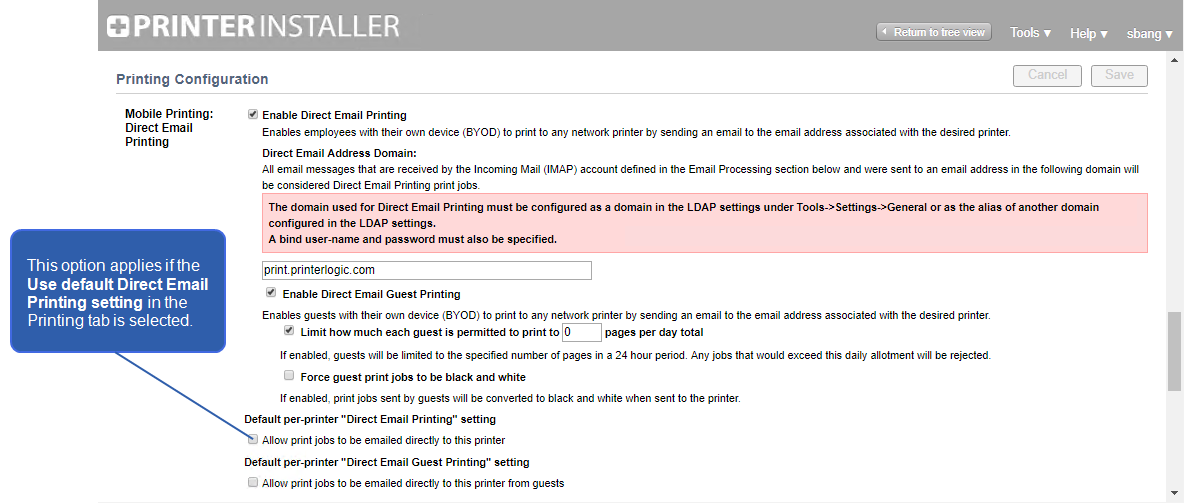 PRINTER INSTALLER
Return to tree view
Tools ▾
Help ▾
sbang ▾
Printing Configuration
Cancel
Save
Mobile Printing:
Direct Email
Printing
Enable Direct Email Printing
Enables employees with their own device (BYOD) to print to any network printer by sending an email to the email address associated with the desired printer.
Direct Email Address Domain:
All email messages that are received by the Incoming Mail (IMAP) account defined in the Email Processing section below and were sent to an email address in the following domain will
be considered Direct Email Printing print jobs.
The domain used for Direct Email Printing must be configured as a domain in the LDAP settings under Tools->Settings->General or as the alias of another domain
configured in the LDAP settings.
A bind user-name and password must also be specified.
print.printerlogic.com
Enable Direct Email Guest Printing
Enables guests with their own device (BYOD) to print to any network printer by sending an email to the email address associated with the desired printer.
Limit how much each guest is permitted to print to 0 pages per day total
If enabled, guests will be limited to the specified number of pages in a 24 hour period. Any jobs that would exceed this daily allotment will be rejected.
Force guest print jobs to be black and white
If enabled, print jobs sent by guests will be converted to black and white when sent to the printer.
Default per-printer "Direct Email Printing" setting
Allow print jobs to be emailed directly to this printer
Default per-printer "Direct Email Guest Printing" setting
Allow print jobs to be emailed directly to this printer from guests
This option applies if the
Use default Direct Email
Printing setting in the
Printing tab is selected.